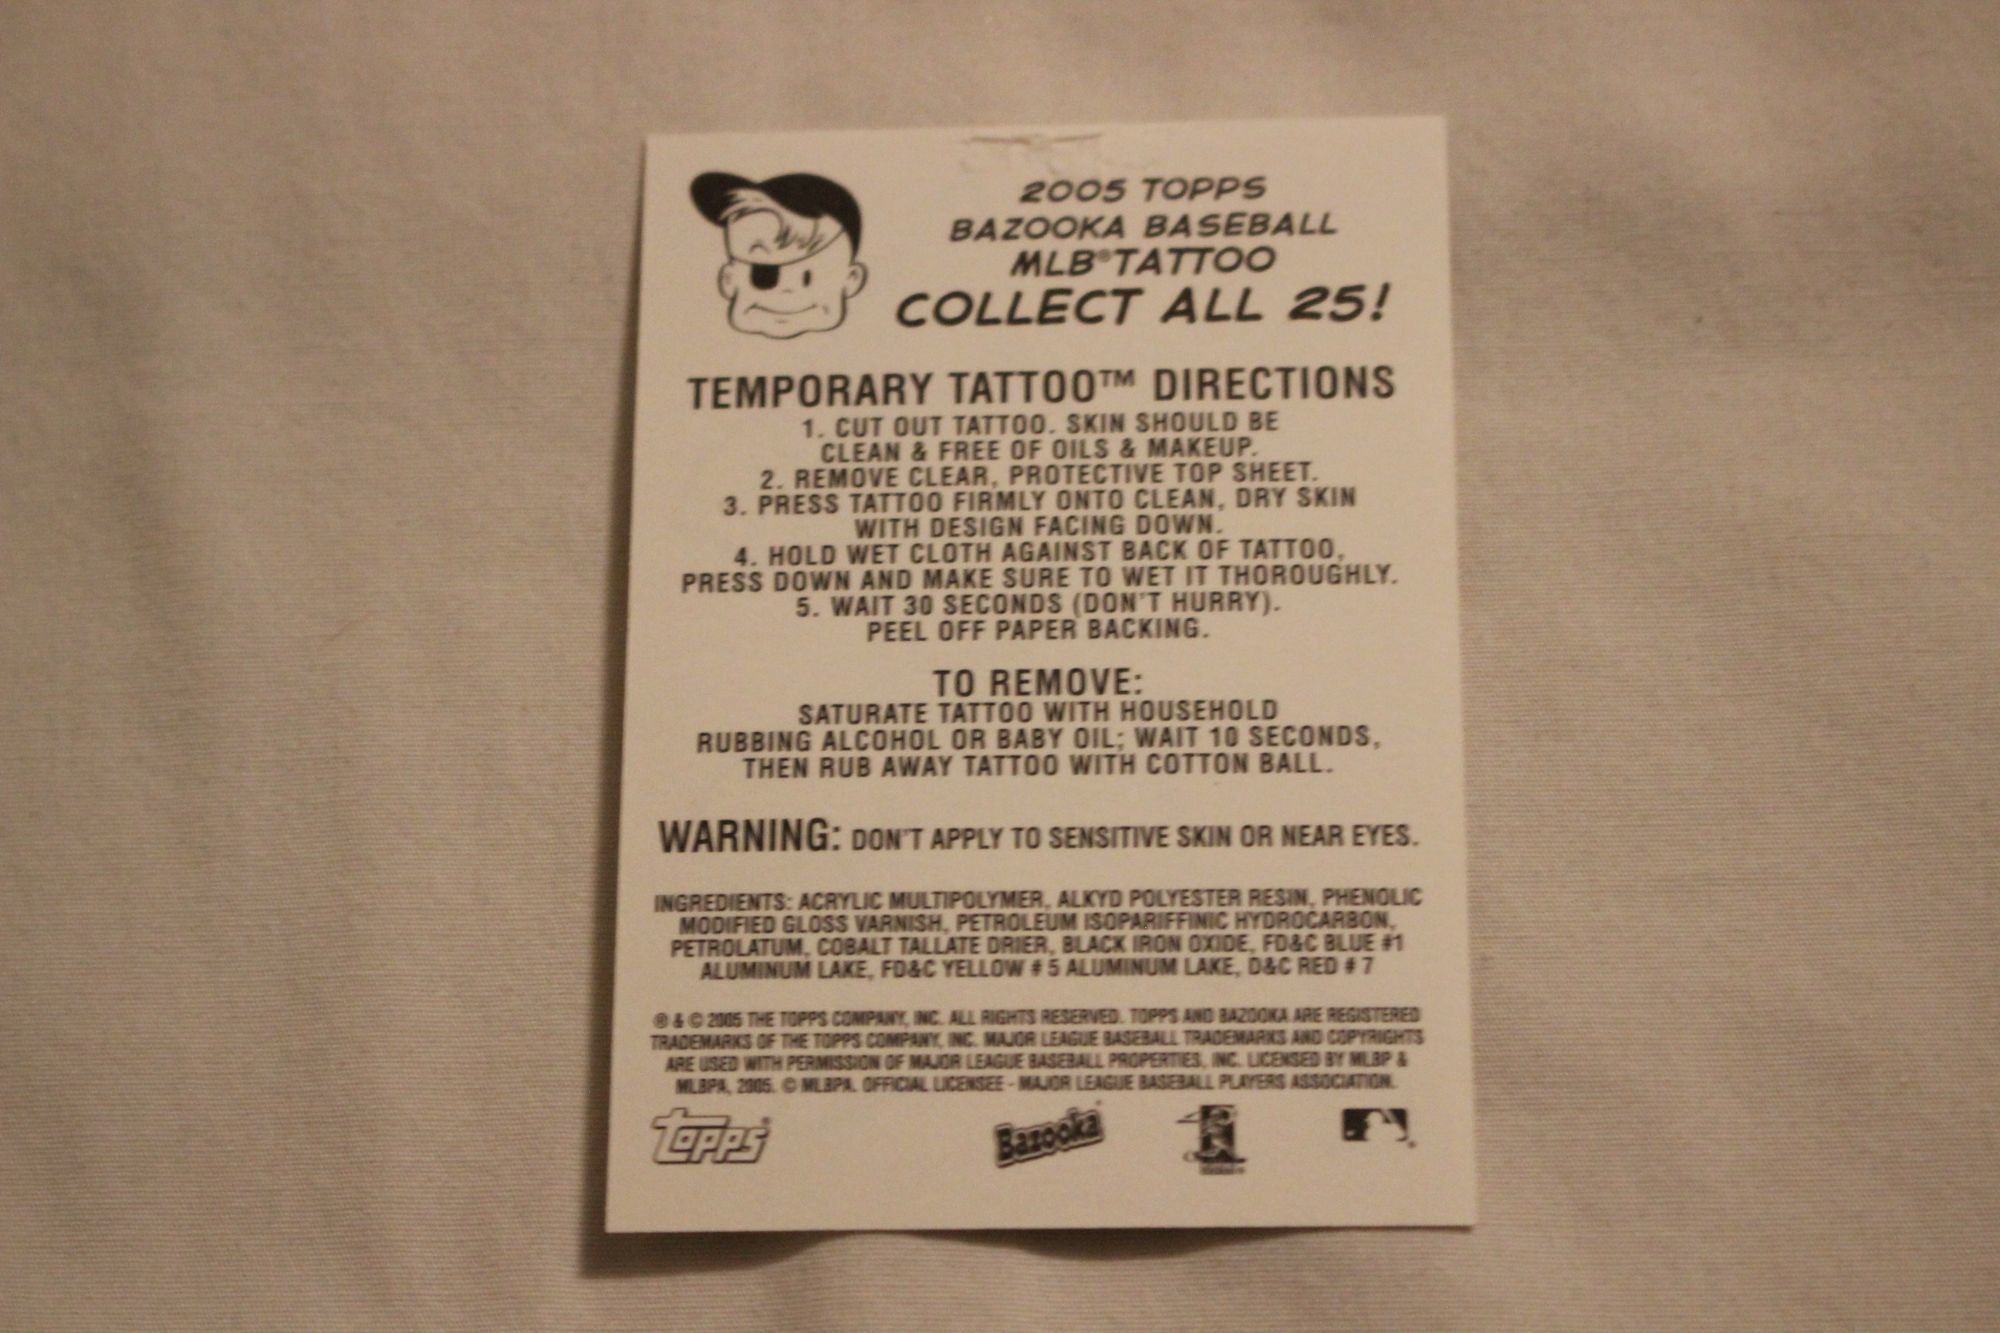 2005 TOPPS
BAZOOKA BASEBALL
MLB® TATTOO
COLLECT ALL 25!
TEMPORARY TATTOO™ DIRECTIONS
1. CUT OUT TATTOO. SKIN SHOULD BE
CLEAN & FREE OF OILS & MAKEUP.
2. REMOVE CLEAR, PROTECTIVE TOP SHEET.
3. PRESS TATTOO FIRMLY ONTO CLEAN, DRY SKIN
WITH DESIGN FACING DOWN.
4. HOLD WET CLOTH AGAINST BACK OF TATTOO,
PRESS DOWN AND MAKE SURE TO WET IT THOROUGHLY.
5. WAIT 30 SECONDS (DON'T HURRY).
PEEL OFF PAPER BACKING.
TO REMOVE:
SATURATE TATTOO WITH HOUSEHOLD
RUBBING ALCOHOL OR BABY OIL; WAIT 10 SECONDS,
THEN RUB AWAY TATTOO WITH COTTON BALL.
WARNING: DON'T APPLY TO SENSITIVE SKIN OR NEAR EYES.
INGREDIENTS: ACRYLIC MULTIPOLYMER, ALKYD POLYESTER RESIN, PHENOLIC
MODIFIED GLOSS VARNISH, PETROLEUM ISOPARIFFINIC HYDROCARBON,
PETROLATUM, COBALT TALLATE DRIER, BLACK IRON OXIDE, FD&C BLUE #1
ALUMINUM LAKE, FD&C YELLOW # 5 ALUMINUM LAKE, D&C RED # 7
® & © 2005 THE TOPPS COMPANY, INC. ALL RIGHTS RESERVED. TOPPS AND BAZOOKA ARE REGISTERED
TRADEMARKS OF THE TOPPS COMPANY, INC. MAJOR LEAGUE BASEBALL TRADEMARKS AND COPYRIGHTS
ARE USED WITH PERMISSION OF MAJOR LEAGUE BASEBALL PROPERTIES, INC. LICENSED BY MLBP &
MLBPA, 2005. © MLBPA. OFFICIAL LICENSEE - MAJOR LEAGUE BASEBALL PLAYERS ASSOCIATION.
topps® Bazooka®